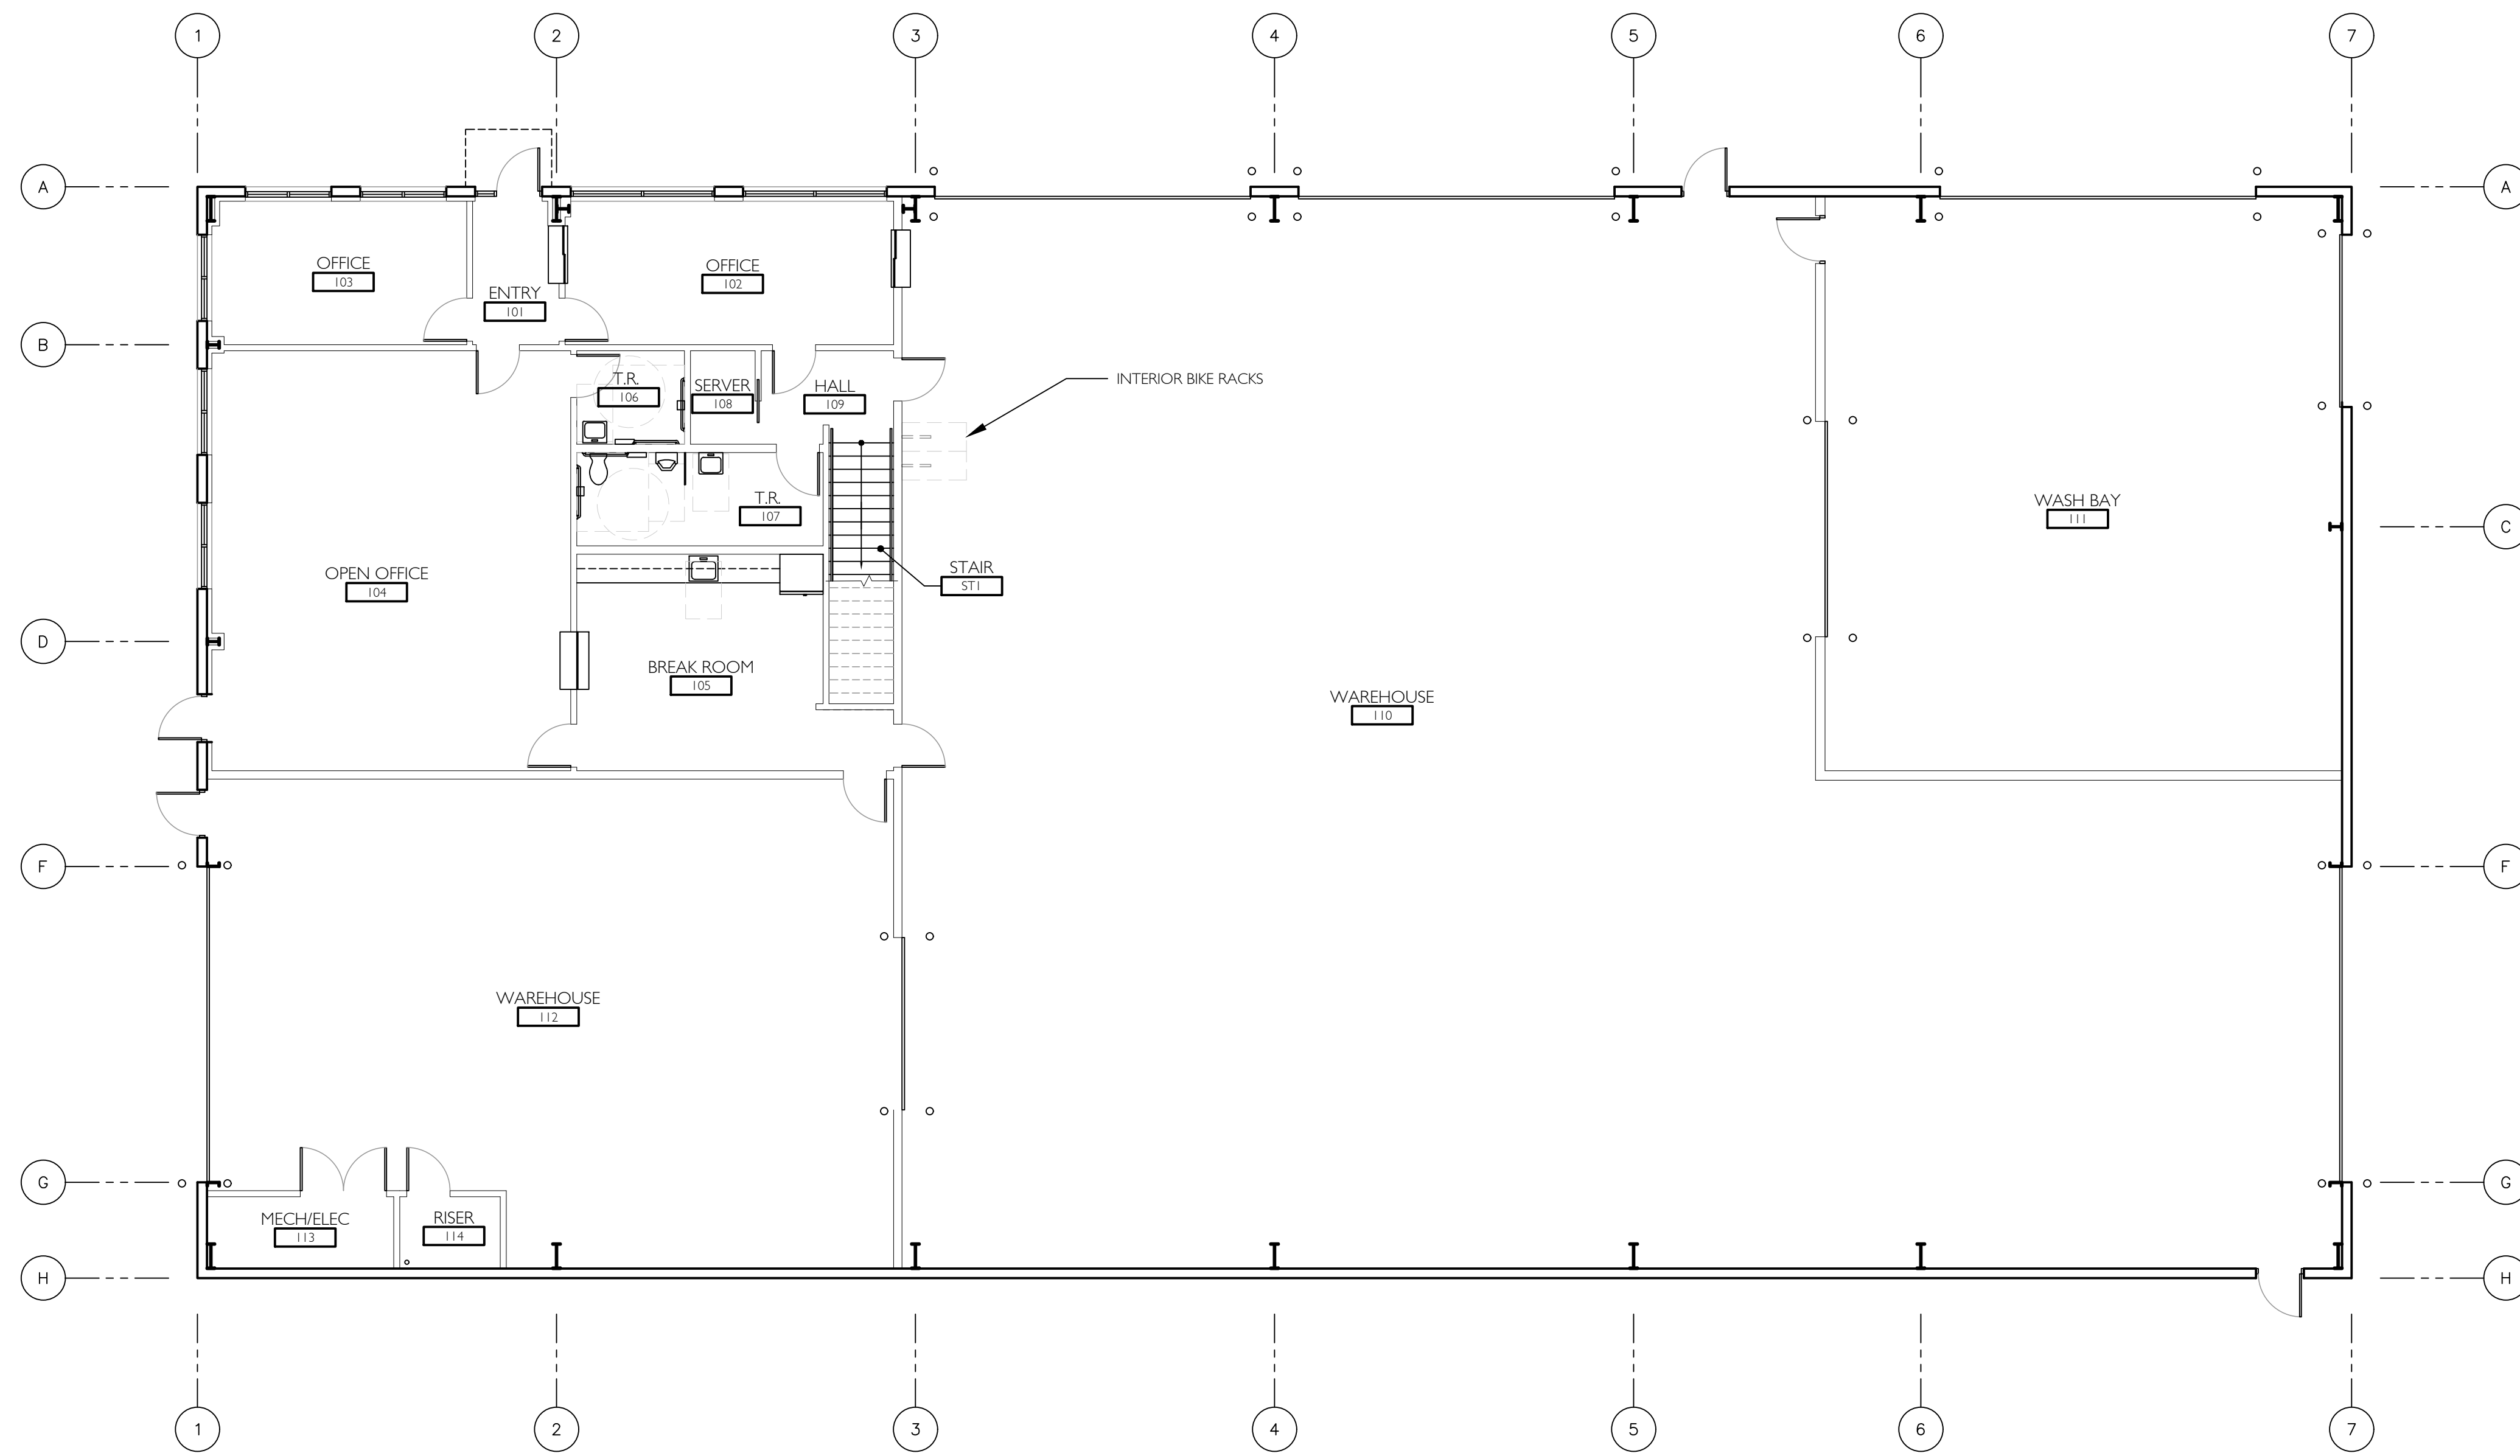 1 2 3 4 5 6 7
A A
OFFICE
103
OFFICE
102
ENTRY
101
B
T.R.
106
SERVER
108
HALL
109
INTERIOR BIKE RACKS
T.R.
107
WASH BAY
111
C
OPEN OFFICE
104
STAIR
ST1
D
BREAK ROOM
105
WAREHOUSE
110
F F
WAREHOUSE
112
G G
MECH/ELEC
113
RISER
114
H H
1 2 3 4 5 6 7